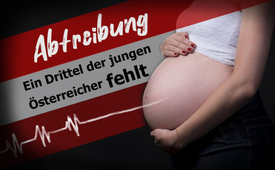 Abtreibung
Ein Drittel der jungen
Österreicher fehlt